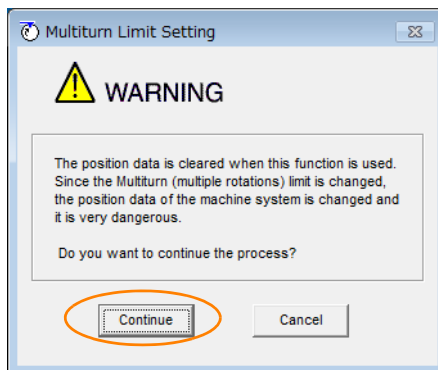 Multiturn Limit Setting
WARNING
The position data is cleared when this function is used.
Since the Multiturn (multiple rotations) limit is changed,
the position data of the machine system is changed and
it is very dangerous.
Do you want to continue the process?
Continue
Cancel